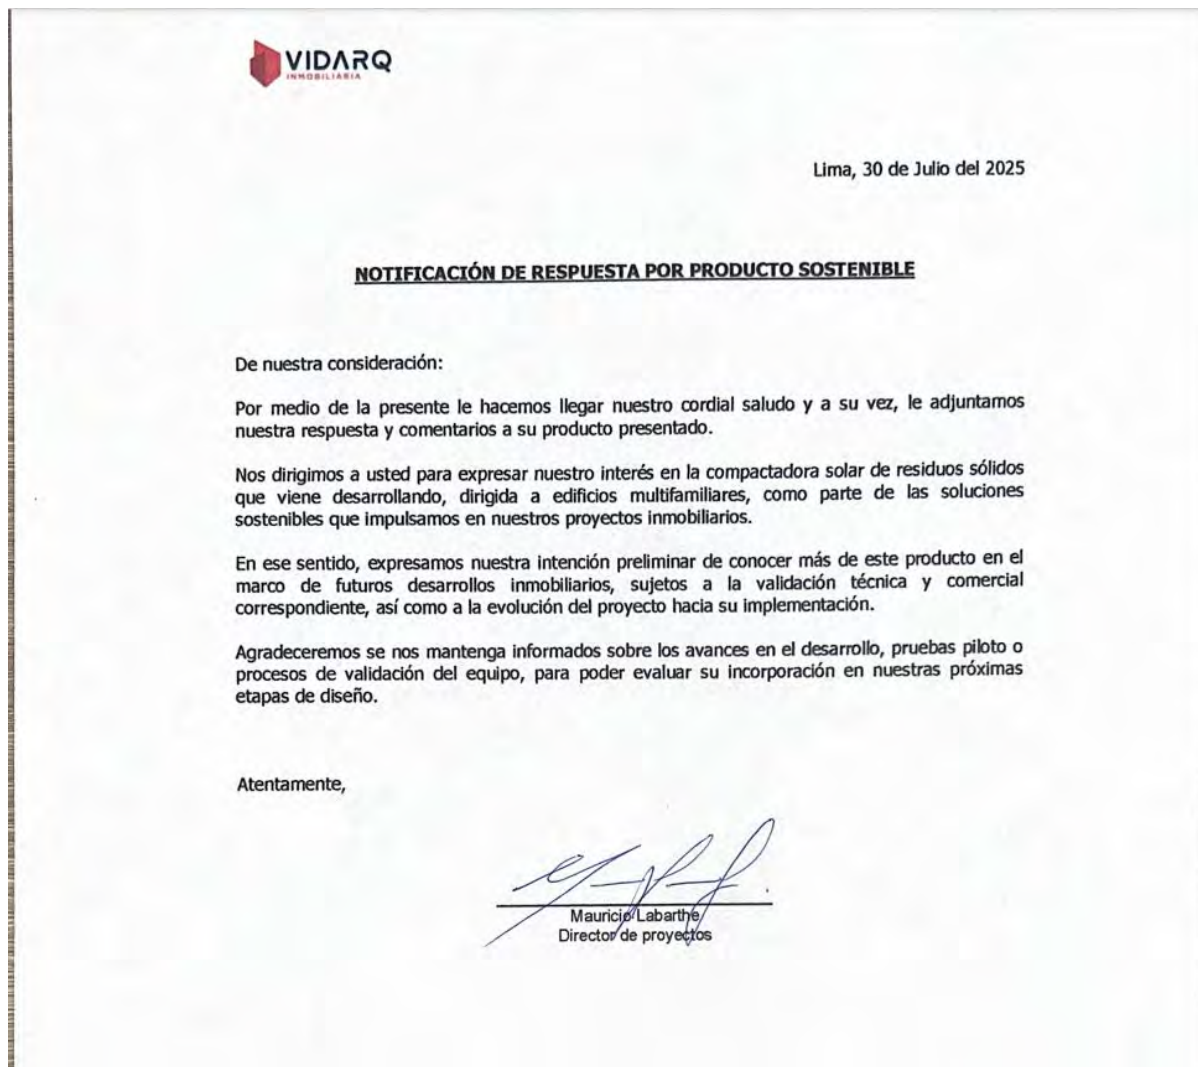 VIDARQ
INMOBILIARIA
Lima, 30 de Julio del 2025
NOTIFICACIÓN DE RESPUESTA POR PRODUCTO SOSTENIBLE
De nuestra consideración:
Por medio de la presente le hacemos llegar nuestro cordial saludo y a su vez, le adjuntamos
nuestra respuesta y comentarios a su producto presentado.
Nos dirigimos a usted para expresar nuestro interés en la compactadora solar de residuos sólidos
que viene desarrollando, dirigida a edificios multifamiliares, como parte de las soluciones
sostenibles que impulsamos en nuestros proyectos inmobiliarios.
En ese sentido, expresamos nuestra intención preliminar de conocer más de este producto en el
marco de futuros desarrollos inmobiliarios, sujetos a la validación técnica y comercial
correspondiente, así como a la evolución del proyecto hacia su implementación.
Agradeceremos se nos mantenga informados sobre los avances en el desarrollo, pruebas piloto o
procesos de validación del equipo, para poder evaluar su incorporación en nuestras próximas
etapas de diseño.
Atentamente,
Mauricio Labarthe
Director de proyectos